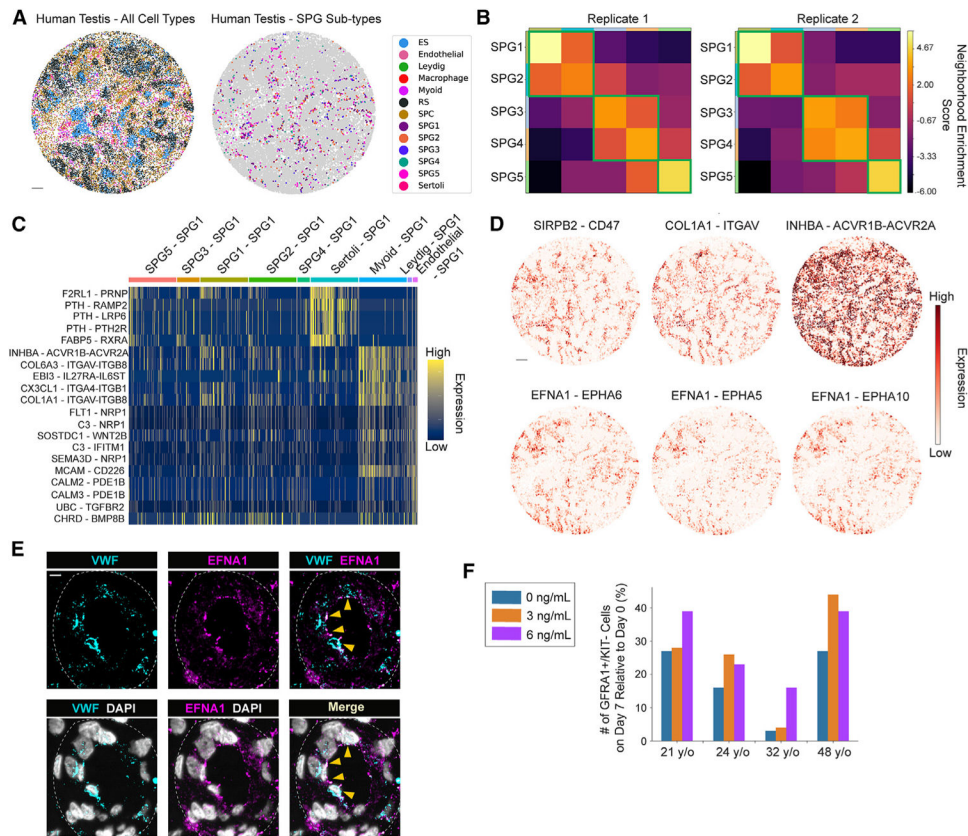 A
Human Testis - All Cell Types
Human Testis - SPG Sub-types
ES
Endothelial
Leydig
Macrophage
Myoid
RS
SPC
SPG1
SPG2
SPG3
SPG4
SPG5
Sertoli
B
Replicate 1
Replicate 2
SPG1
SPG2
SPG3
SPG4
SPG5
SPG1
SPG2
SPG3
SPG4
SPG5
4.67
2.00
-0.67
-3.33
-6.00
Neighborhood Enrichment
Score
C
SPG5 - SPG1
SPG3 - SPG1
SPG1 - SPG1
SPG2 - SPG1
SPG4 - SPG1
Sertoli - SPG1
Myoid - SPG1
Leydig - SPG1
Endothelial
- SPG1
F2RL1 - PRNP
PTH - RAMP2
PTH - LRP6
PTH - PTH2R
FABP5 - RXRA
INHBA - ACVR1B-ACVR2A
COL6A3 - ITGAV-ITGB8
EBI3 - IL27RA-IL6ST
CX3CL1 - ITGA4-ITGB1
COL1A1 - ITGAV-ITGB8
FLT1 - NRP1
C3 - NRP1
SOSTDC1 - WNT2B
C3 - IFITM1
SEMA3D - NRP1
MCAM - CD226
CALM2 - PDE1B
CALM3 - PDE1B
UBC - TGFBR2
CHRD - BMP8B
High
Expression
Low
D
SIRPB2 - CD47
COL1A1 - ITGAV
INHBA - ACVR1B-ACVR2A
EFNA1 - EPHA6
EFNA1 - EPHA5
EFNA1 - EPHA10
High
Expression
Low
E
VWF
EFNA1
VWF EFNA1
VWF DAPI
EFNA1 DAPI
Merge
F
0 ng/mL
3 ng/mL
6 ng/mL
# of GFRA1+/KIT- Cells
on Day 7 Relative to Day 0 (%)
40
30
20
10
0
21 y/o
24 y/o
32 y/o
48 y/o